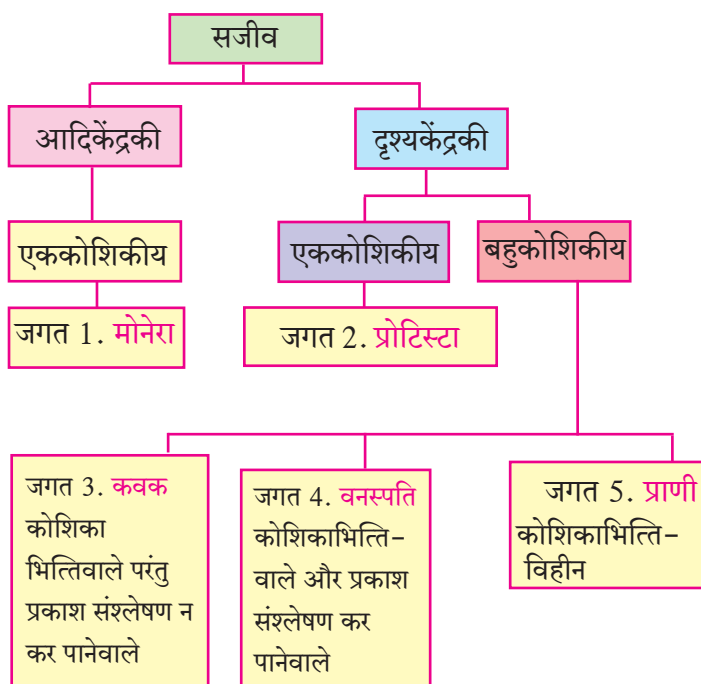 सजीव
आदिकेंद्रकी
दृश्यकेंद्रकी
एककोशिकीय
एककोशिकीय
बहुकोशिकीय
जगत 1. मोनेरा
जगत 2. प्रोटिस्टा
जगत 3. कवक
कोशिका
भित्तिवाले परंतु
प्रकाश संश्लेषण न
कर पानेवाले
जगत 4. वनस्पति
कोशिकाभित्ति-
वाले और प्रकाश
संश्लेषण कर
पानेवाले
जगत 5. प्राणी
कोशिकाभित्ति-
विहीन